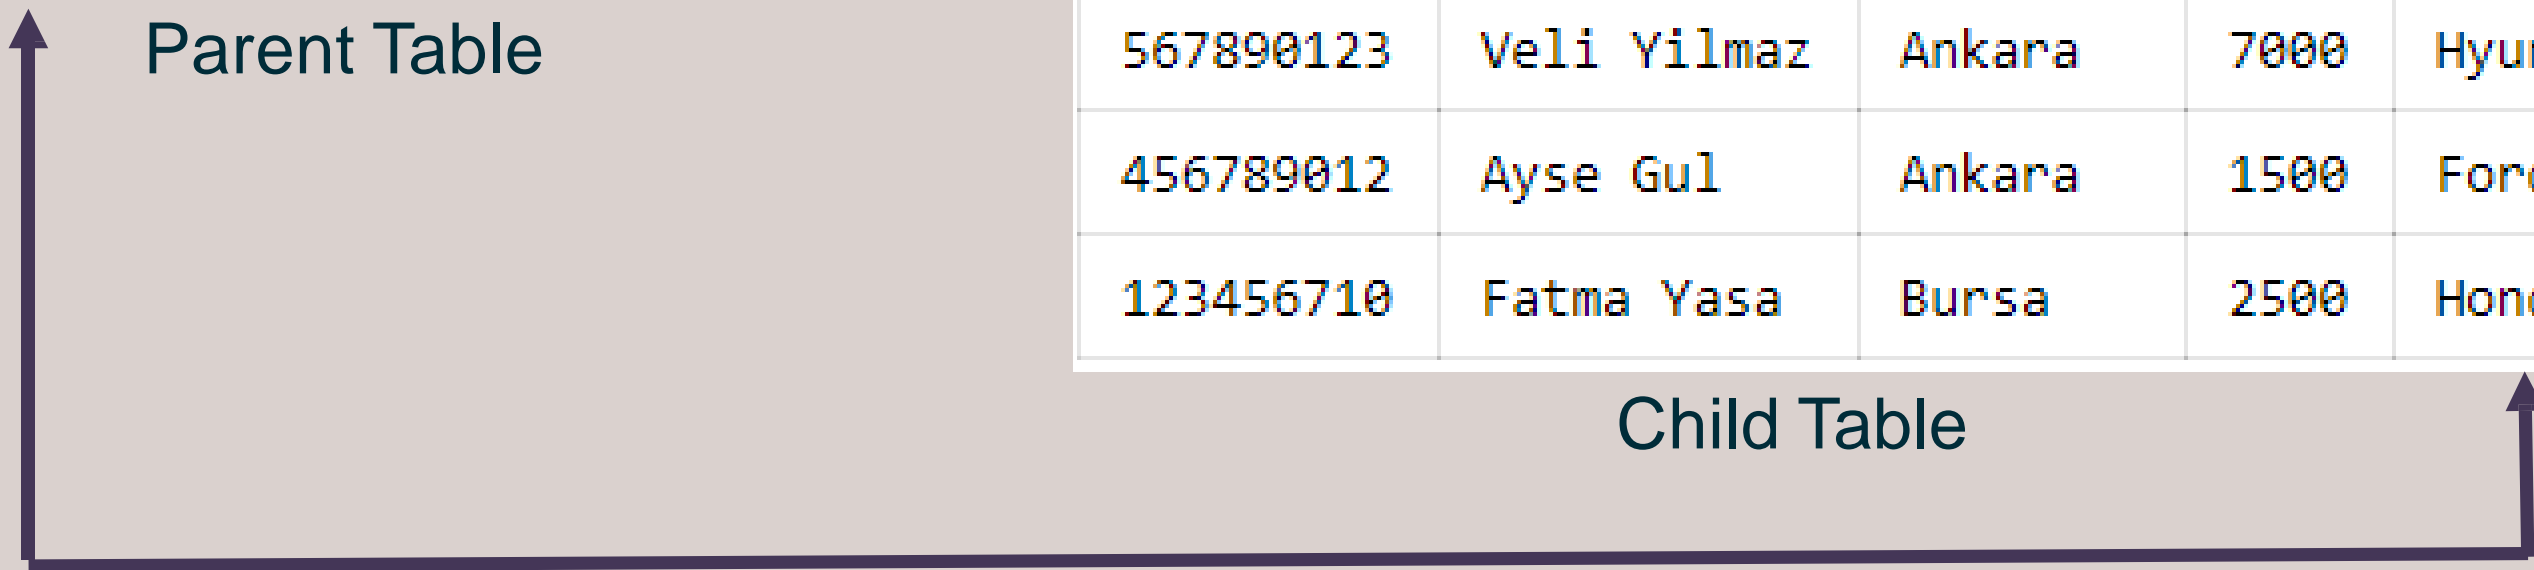 Parent Table
567890123 Veli Yilmaz Ankara 7000
456789012 Ayse Gul Ankara 1500
123456710 Fatma Yasa Bursa 2500
Child Table